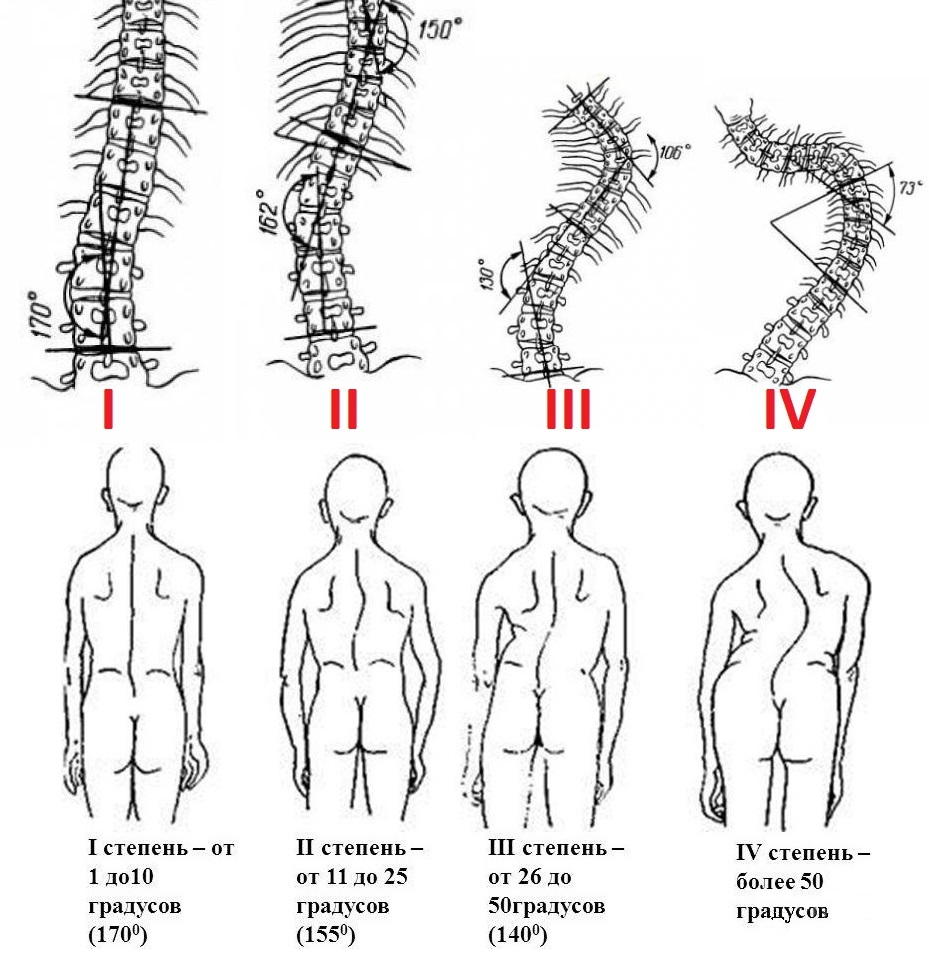 150°
162°
170°
106°
130°
73°
I
II
III
IV
I степень – от
1 до10
градусов
(170⁰)
II степень –
от 11 до 25
градусов
(155⁰)
III степень –
от 26 до
50градусов
(140⁰)
IV степень –
более 50
градусов